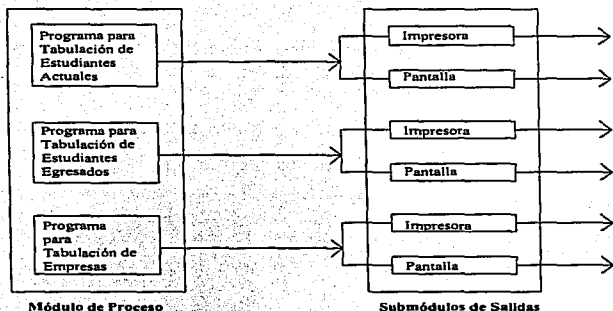 Programa para
Tabulación de
Estudiantes
Actuales
Impresora
Pantalla
Programa para
Tabulación de
Estudiantes
Egresados
Impresora
Pantalla
Programa
para
Tabulación de
Empresas
Impresora
Pantalla
Módulo de Proceso
Submódulos de Salidas